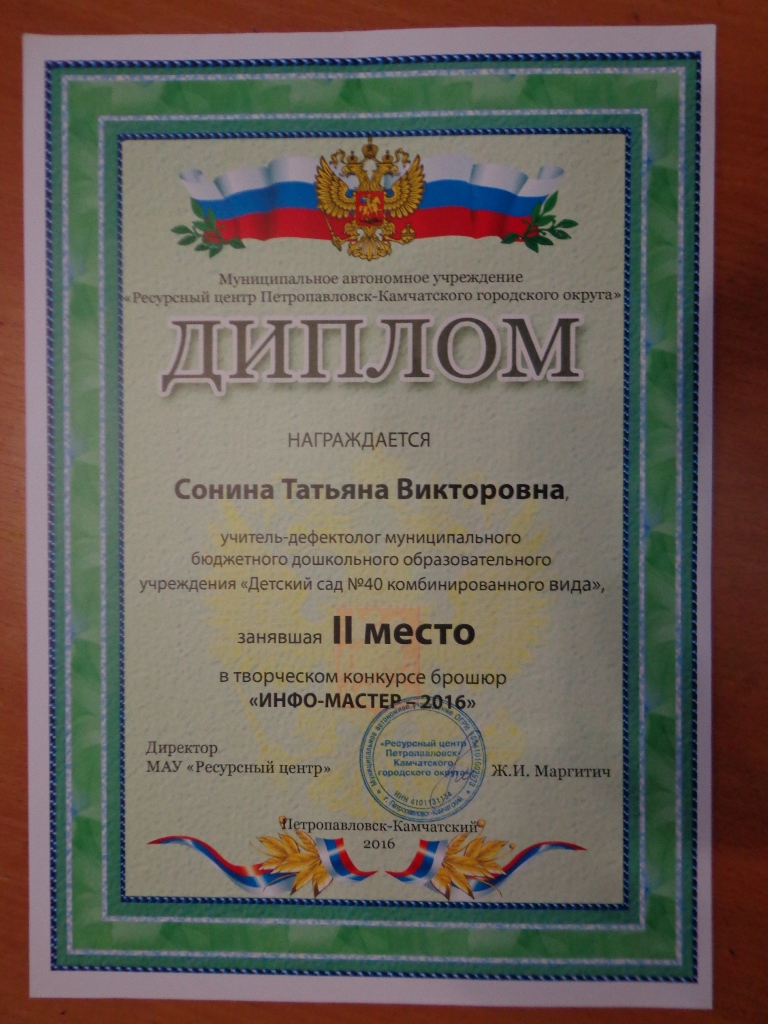 Муниципальное автономное учреждение
«Ресурсный центр Петропавловск-Камчатского городского округа»
ДИПЛОМ
НАГРАЖДАЕТСЯ
Сонина Татьяна Викторовна,
учитель-дефектолог муниципального
бюджетного дошкольного образовательного
учреждения «Детский сад №40 комбинированного вида»,
занявшая II место
в творческом конкурсе брошюр
«ИНФО-МАСТЕР – 2016»
Директор
МАУ «Ресурсный центр»
Ж.И. Маргитич
«Ресурсный центр
Петропавловск-
Камчатского
городского округа»
Петропавловск-Камчатский
2016